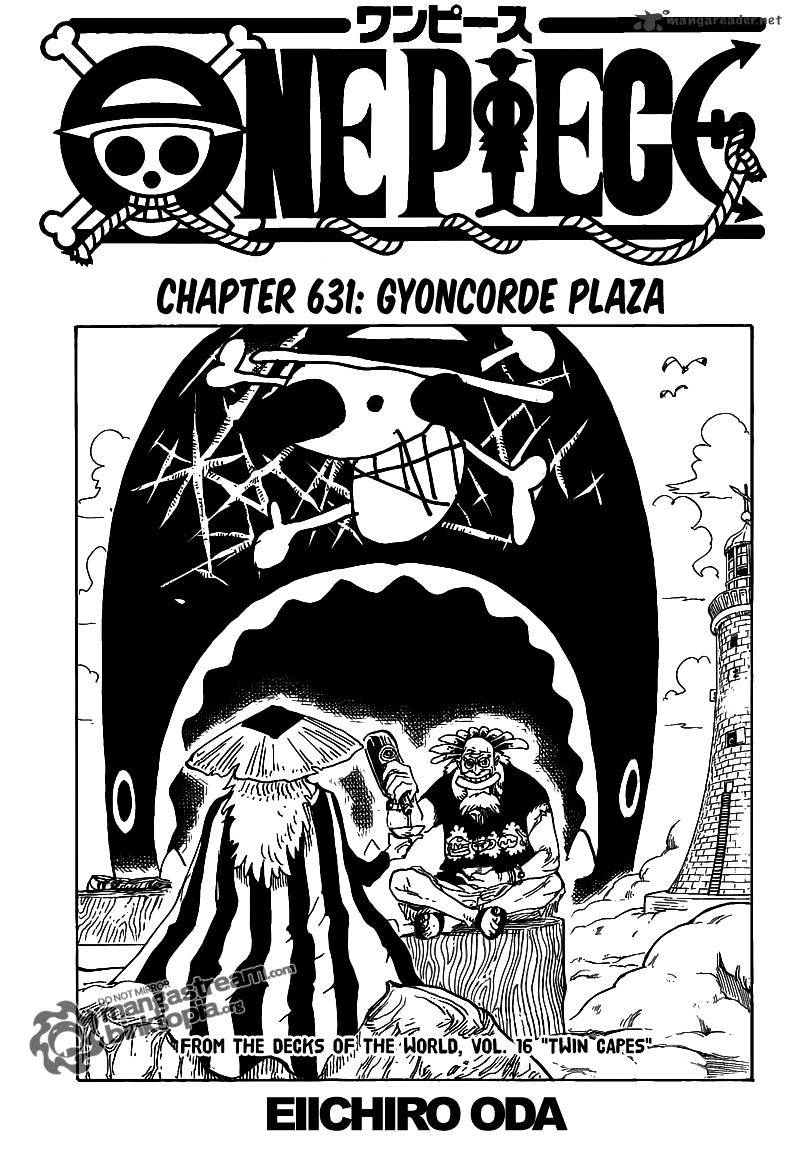 mangareader.net
ワンピース
ONE PIECE
CHAPTER 631: GYONCORDE PLAZA
DO NOT MIRROR
mangastream.com
binktopia.org
FROM THE DECKS OF THE WORLD, VOL. 16 "TWIN CAPES"
EIICHIRO ODA